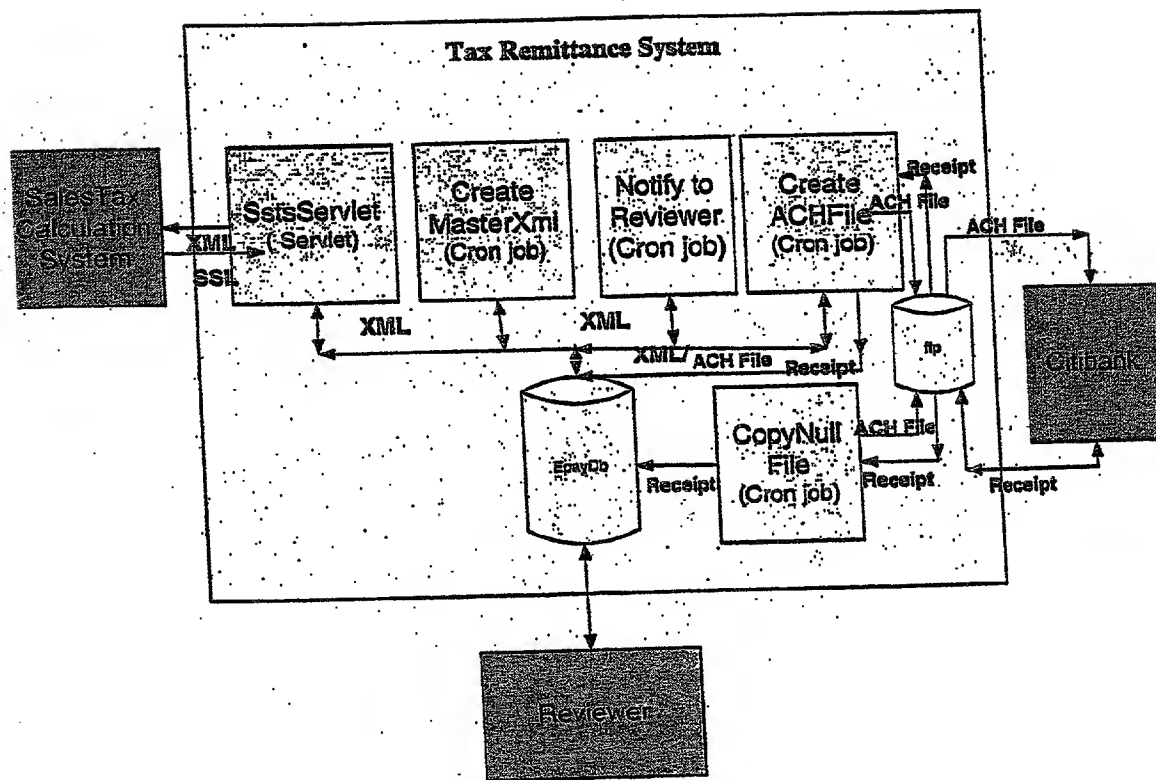 Tax Remittance System
SalesTax
Calculation
System
XML
SSL
SstsServlet
( Servlet)
Create
MasterXml
(Cron job)
Notify to
Reviewer
(Cron job)
Create
ACHFile
(Cron job)
Receipt
ACH File
ACH File
ftp
Citibank
XML
XML
XML/
ACH File
Receipt
EpayDb
CopyNull
File
(Cron job)
ACH File
Receipt
Receipt
Receipt
Reviewer